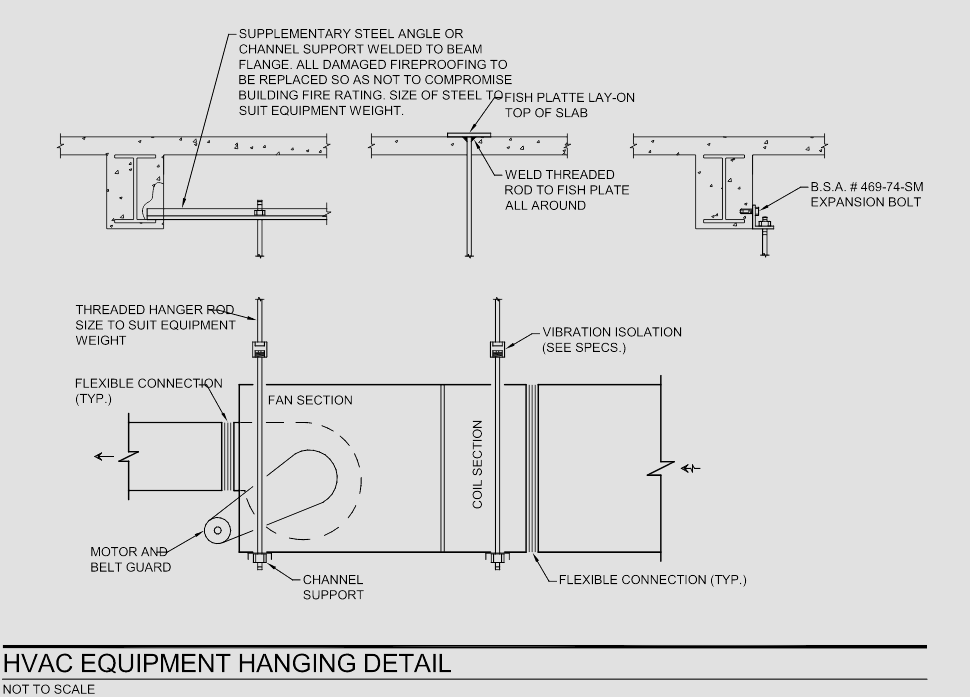 SUPPLEMENTARY STEEL ANGLE OR
CHANNEL SUPPORT WELDED TO BEAM
FLANGE. ALL DAMAGED FIREPROOFING TO
BE REPLACED SO AS NOT TO COMPROMISE
BUILDING FIRE RATING. SIZE OF STEEL TO
SUIT EQUIPMENT WEIGHT.
FISH PLATTE LAY-ON
TOP OF SLAB
WELD THREADED
ROD TO FISH PLATE
ALL AROUND
B.S.A. # 469-74-SM
EXPANSION BOLT
THREADED HANGER ROD
SIZE TO SUIT EQUIPMENT
WEIGHT
VIBRATION ISOLATION
(SEE SPECS.)
FLEXIBLE CONNECTION
(TYP.)
FAN SECTION
COIL SECTION
MOTOR AND
BELT GUARD
CHANNEL
SUPPORT
FLEXIBLE CONNECTION (TYP.)
HVAC EQUIPMENT HANGING DETAIL
NOT TO SCALE